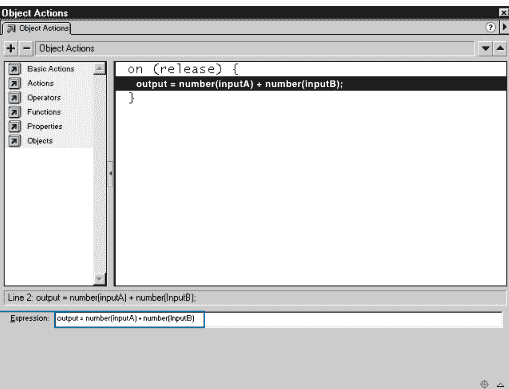 Object Actions
Object Actions
?
+ − Object Actions
Basic Actions
Actions
Operators
Functions
Properties
Objects
on (release) {
output = number(inputA) + number(inputB);
}
Line 2: output = number(inputA) + number(InputB);
Expression: output = number(inputA) + number(InputB)